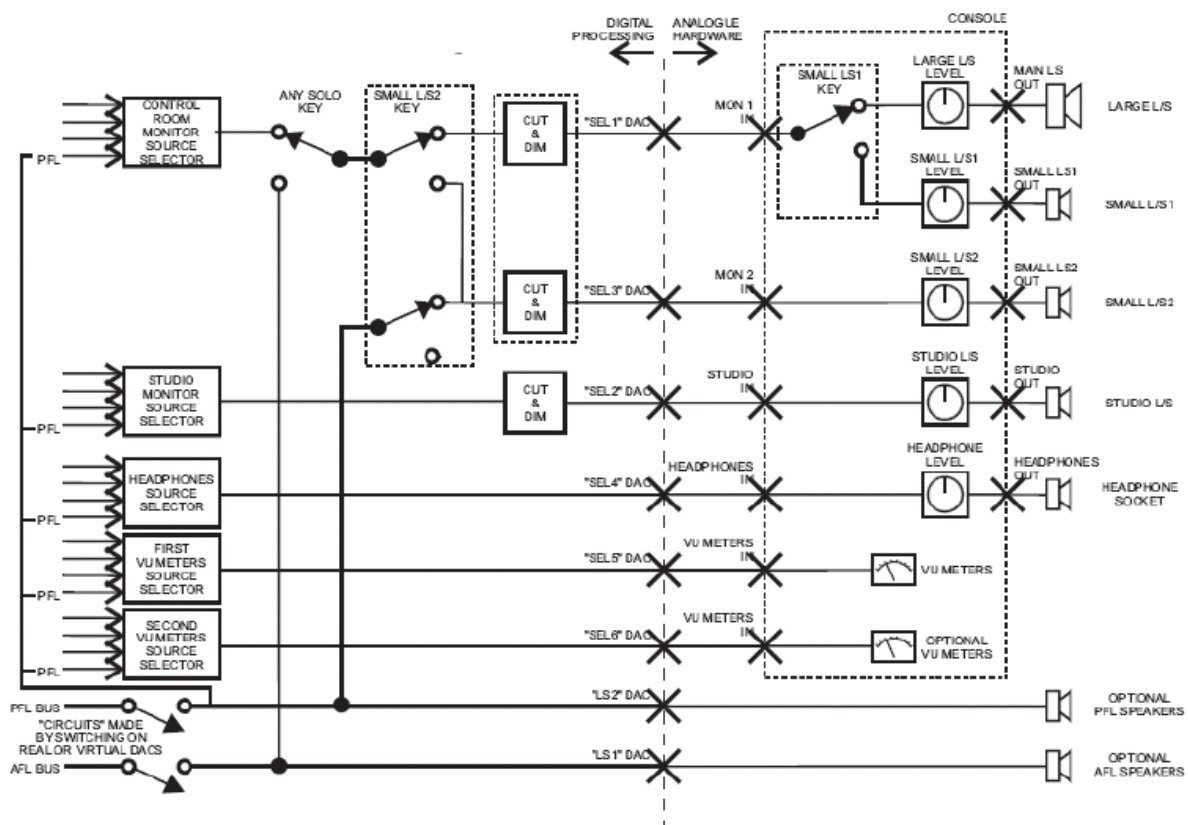 DIGITAL
PROCESSING
ANALOGUE
HARDWARE
CONSOLE
CONTROL
ROOM
MONITOR
SOURCE
SELECTOR
PFL
ANY SOLO
KEY
SMALL L/S2
KEY
CUT
&
DIM
"SEL1" DAC
MON 1
IN
SMALL LS1
KEY
LARGE L/S
LEVEL
MAIN LS
OUT
LARGE L/S
SMALL L/S1
LEVEL
SMALL LS1
OUT
SMALL L/S1
CUT
&
DIM
"SEL3" DAC
MON 2
IN
SMALL L/S2
LEVEL
SMALL LS2
OUT
SMALL L/S2
STUDIO
MONITOR
SOURCE
SELECTOR
PFL
CUT
&
DIM
"SEL2" DAC
STUDIO
IN
STUDIO L/S
LEVEL
STUDIO
OUT
STUDIO L/S
HEADPHONES
SOURCE
SELECTOR
PFL
"SEL4" DAC
HEADPHONES
IN
HEADPHONE
LEVEL
HEADPHONES
OUT
HEADPHONE
SOCKET
FIRST
VU METERS
SOURCE
SELECTOR
PFL
"SEL5" DAC
VU METERS
IN
VU METERS
SECOND
VU METERS
SOURCE
SELECTOR
PFL
"SEL6" DAC
VU METERS
IN
OPTIONAL
VU METERS
PFL BUS
"LS2" DAC
OPTIONAL
PFL SPEAKERS
"CIRCUITS" MADE
BY SWITCHING ON
REAL OR VIRTUAL DACS
AFL BUS
"LS1" DAC
OPTIONAL
AFL SPEAKERS